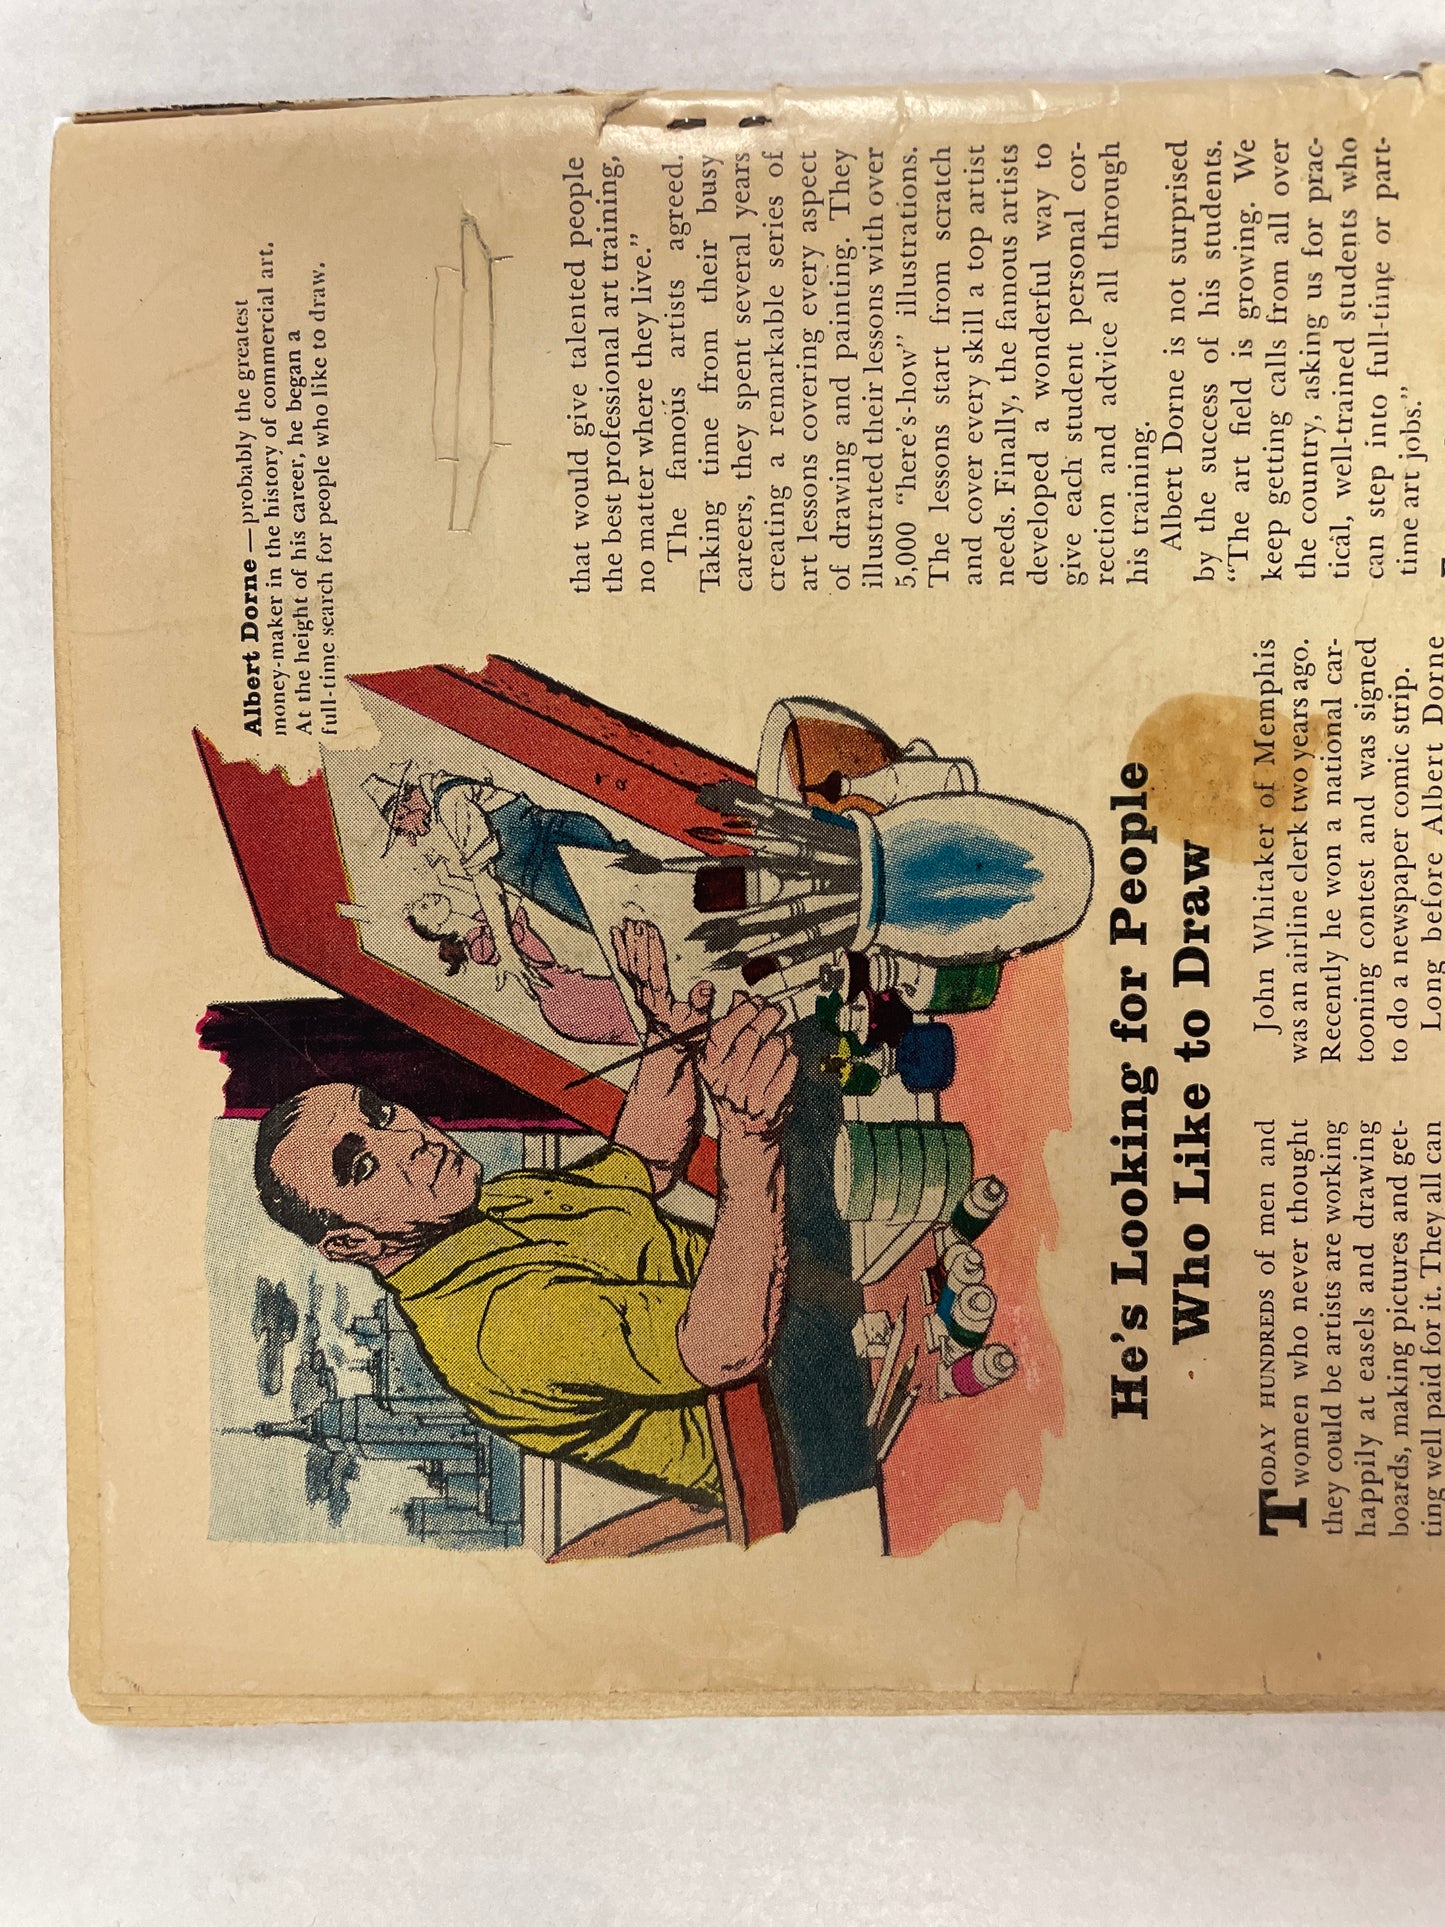 Albert Dorne — probably the greatest
money-maker in the history of commercial art.
At the height of his career, he began a
full-time search for people who like to draw.
He's Looking for People
Who Like to Draw
TODAY HUNDREDS of men and
women who never thought
they could be artists are working
happily at easels and drawing
boards, making pictures and get-
ting well paid for it. They all can
John Whitaker of Memphis
was an airline clerk two years ago.
Recently he won a national car-
tooning contest and was signed
to do a newspaper comic strip.
Long before Albert Dorne
that would give talented people
the best professional art training,
no matter where they live.”
The famous artists agreed.
Taking time from their busy
careers, they spent several years
creating a remarkable series of
art lessons covering every aspect
of drawing and painting. They
illustrated their lessons with over
5,000 “here's-how” illustrations.
The lessons start from scratch
and cover every skill a top artist
needs. Finally, the famous artists
developed a wonderful way to
give each student personal cor-
rection and advice all through
his training.
Albert Dorne is not surprised
by the success of his students.
“The art field is growing. We
keep getting calls from all over
the country, asking us for prac-
tical, well-trained students who
can step into full-time or part-
time art jobs.”